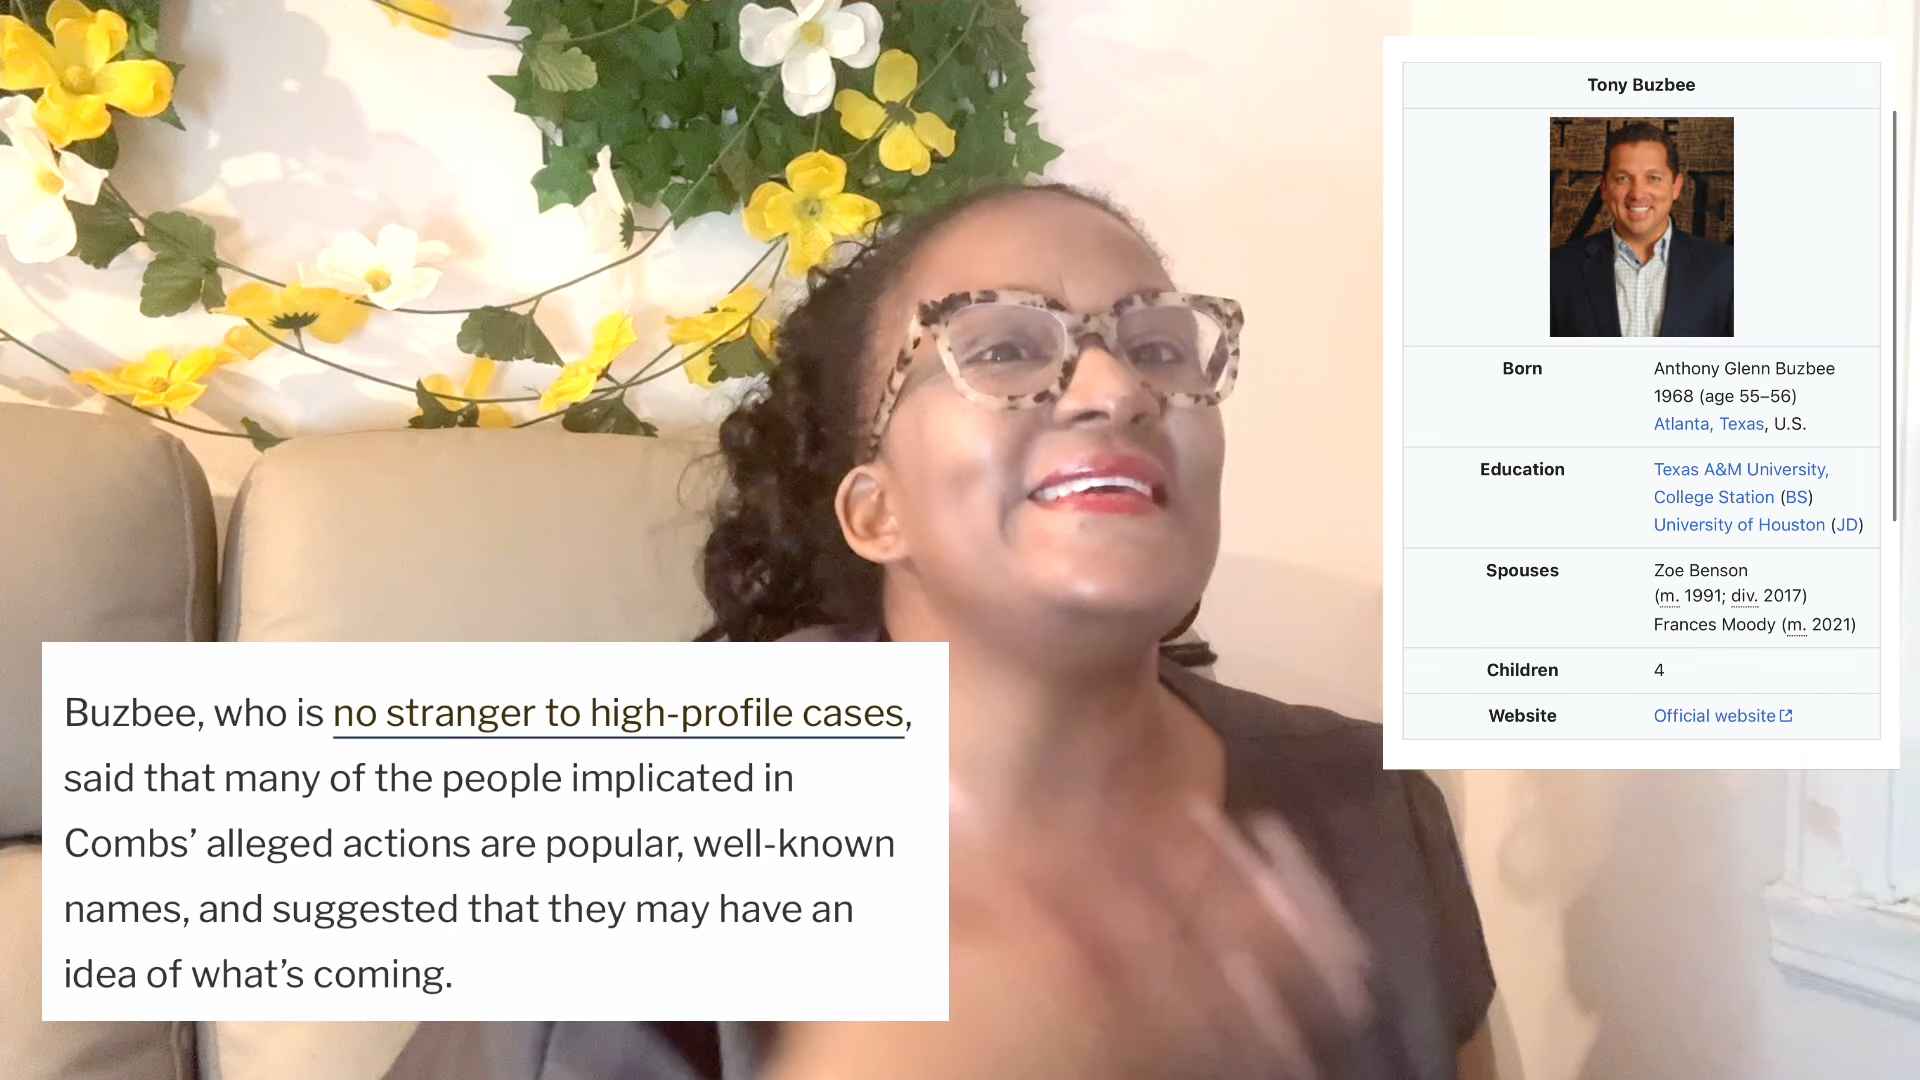 Tony Buzbee
T H E
Born
Anthony Glenn Buzbee
1968 (age 55–56)
Atlanta, Texas, U.S.
Education
Texas A&M University,
College Station (BS)
University of Houston (JD)
Spouses
Zoe Benson
(m. 1991; div. 2017)
Frances Moody (m. 2021)
Children
4
Website
Official website
Buzbee, who is no stranger to high-profile cases,
said that many of the people implicated in
Combs’ alleged actions are popular, well-known
names, and suggested that they may have an
idea of what’s coming.